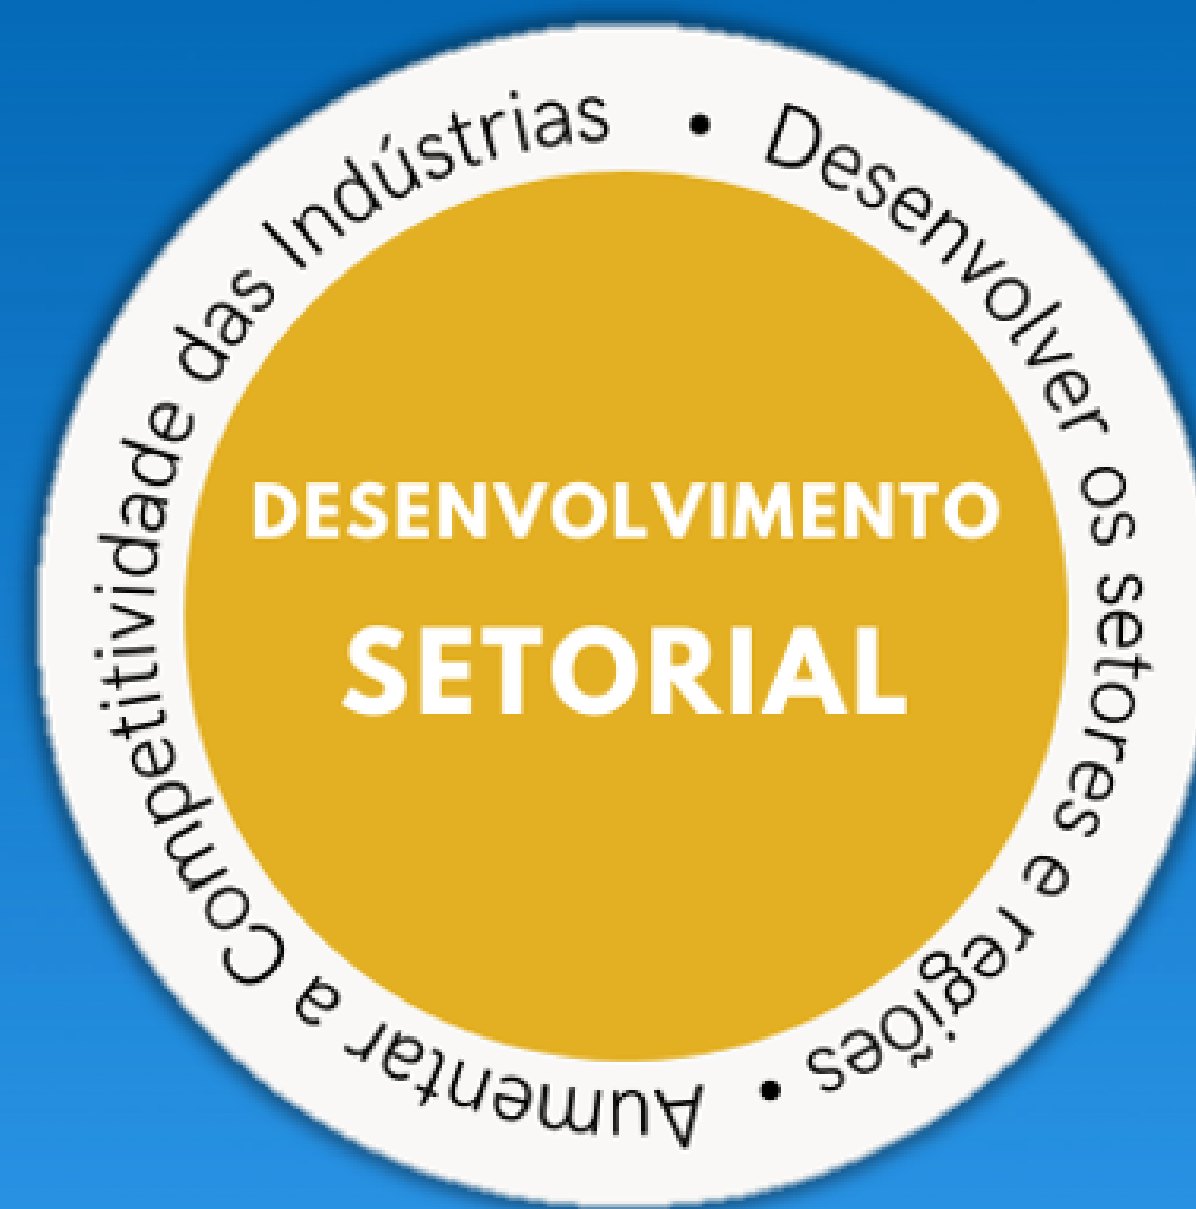 DESENVOLVIMENTO
SETORIAL
• Desenvolver os setores e regiões
• Aumentar a Competitividade das Indústrias